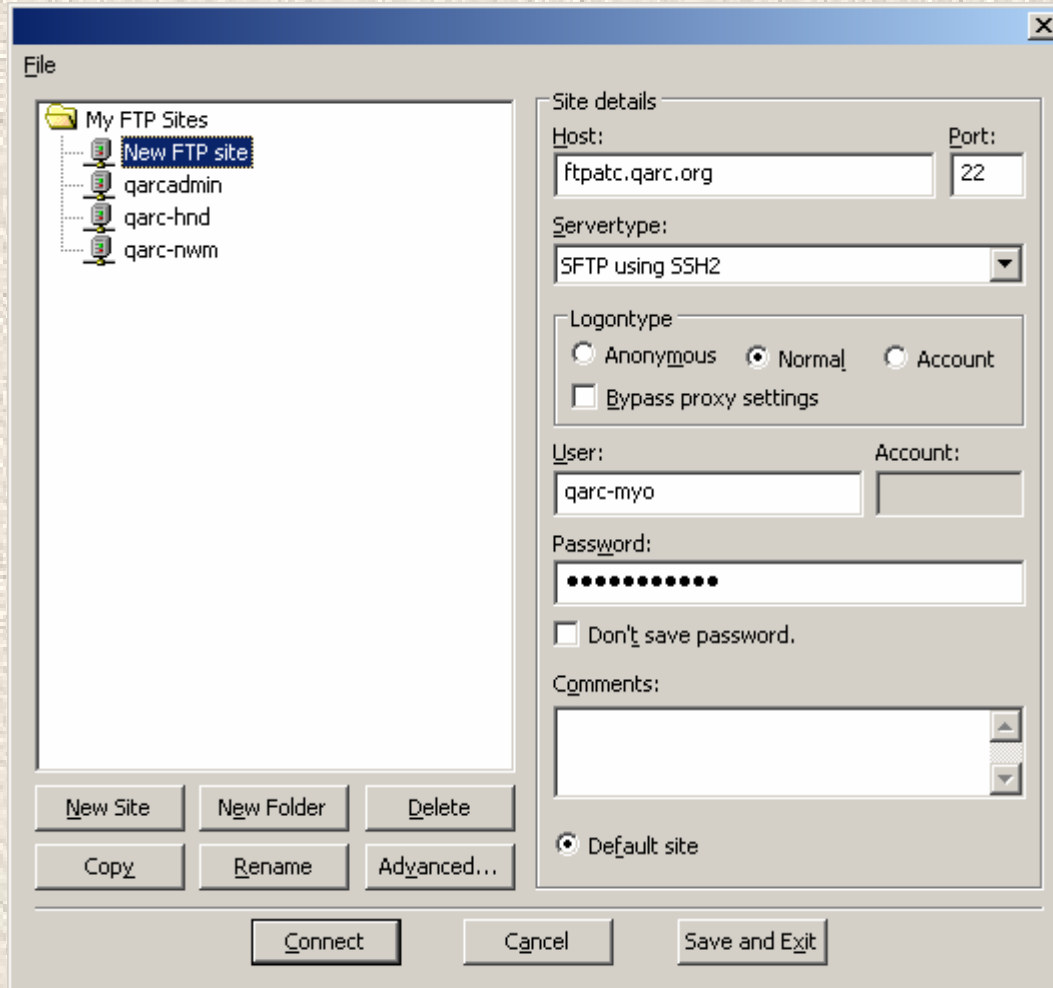 File
My FTP Sites
New FTP site
qarcadmin
qarc-hnd
qarc-nwm
New Site New Folder Delete
Copy Rename Advanced...
Site details
Host: Port:
ftpatc.qarc.org 22
Servertype:
SFTP using SSH2
Logontype
Anonymous Normal Account
Bypass proxy settings
User: Account:
qarc-myo
Password:
●●●●●●●●●●●
Don't save password.
Comments:
Default site
Connect Cancel Save and Exit